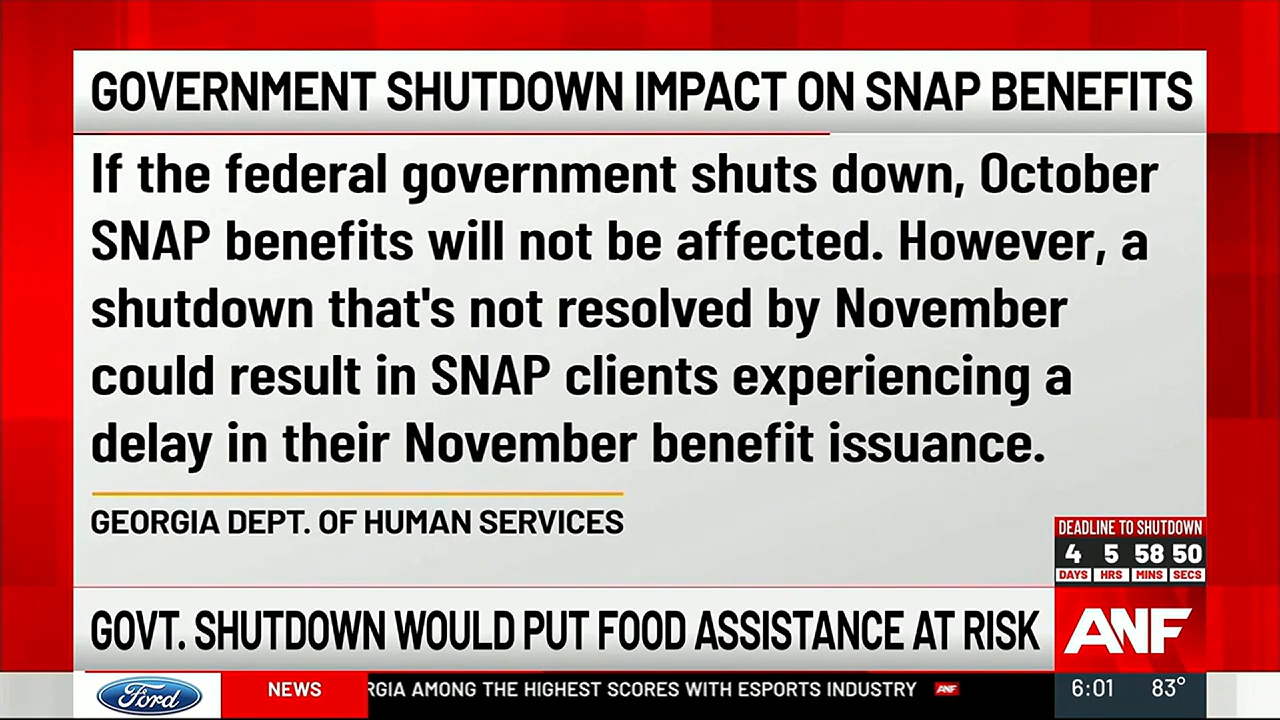 GOVERNMENT SHUTDOWN IMPACT ON SNAP BENEFITS
If the federal government shuts down, October
SNAP benefits will not be affected. However, a
shutdown that's not resolved by November
could result in SNAP clients experiencing a
delay in their November benefit issuance.
GEORGIA DEPT. OF HUMAN SERVICES
DEADLINE TO SHUTDOWN
4 5 58 50
DAYS HRS MINS SECS
GOVT. SHUTDOWN WOULD PUT FOOD ASSISTANCE AT RISK
ANF
Ford
NEWS
RGIA AMONG THE HIGHEST SCORES WITH ESPORTS INDUSTRY ANF
6:01 83°